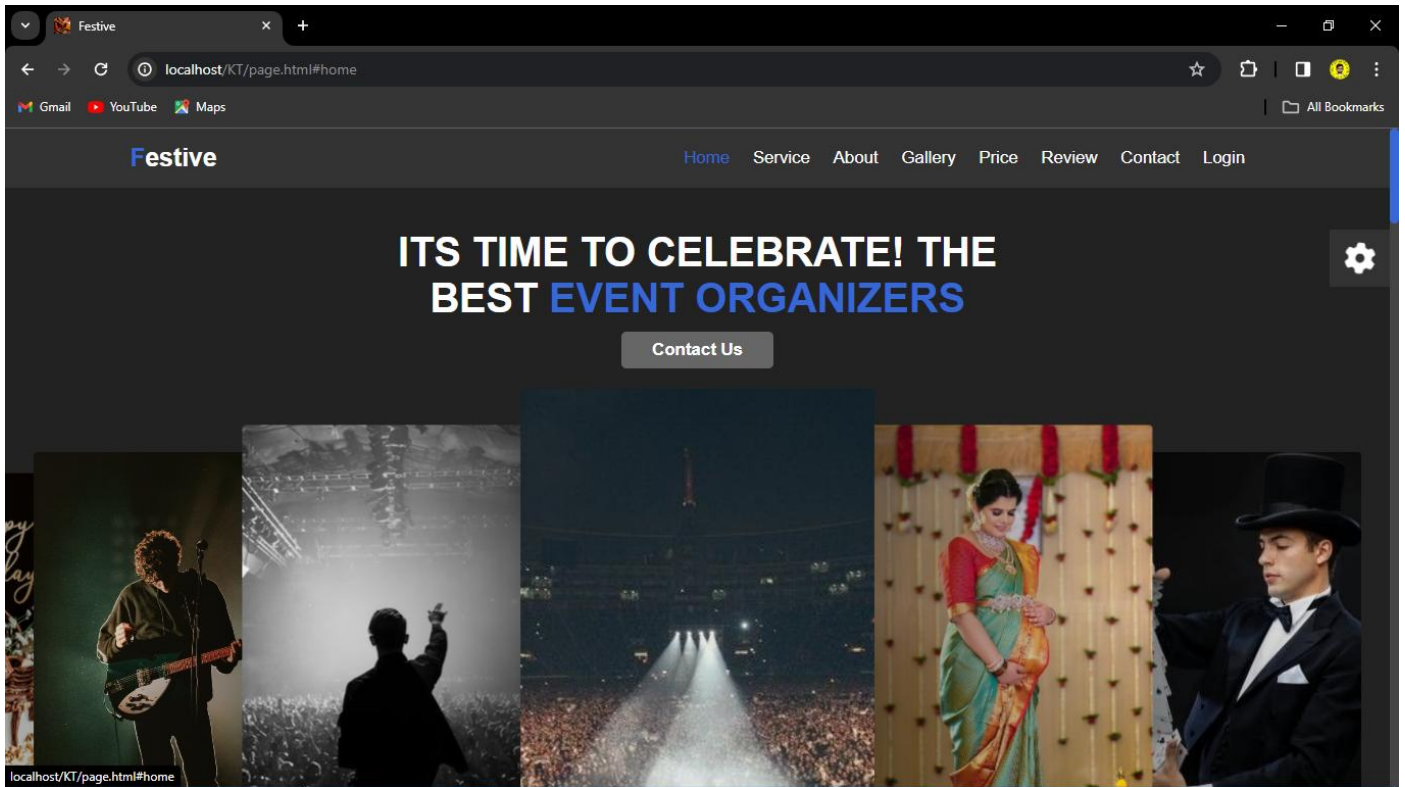 Festive
localhost/KT/page.html#home
Gmail YouTube Maps All Bookmarks
Festive Home Service About Gallery Price Review Contact Login
ITS TIME TO CELEBRATE! THE
BEST EVENT ORGANIZERS
Contact Us
localhost/KT/page.html#home